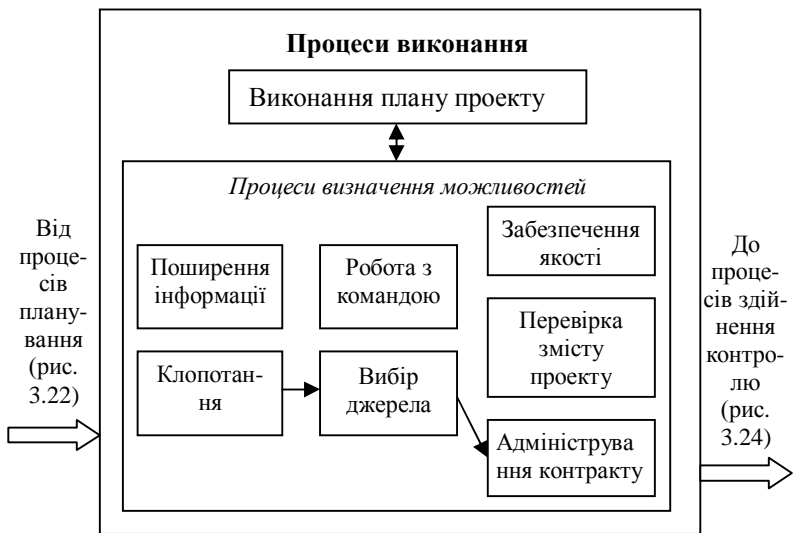 Процеси виконання
Виконання плану проекту
Процеси визначення можливостей
Від
проце-
сів
плану-
вання
(рис.
3.22)
Поширення
інформації
Робота з
командою
Забезпечення
якості
Перевірка
змісту
проекту
Клопотан-
ня
Вибір
джерела
Адмініструва
ння контракту
До
проце-
сів здій-
нення
контро-
лю
(рис.
3.24)